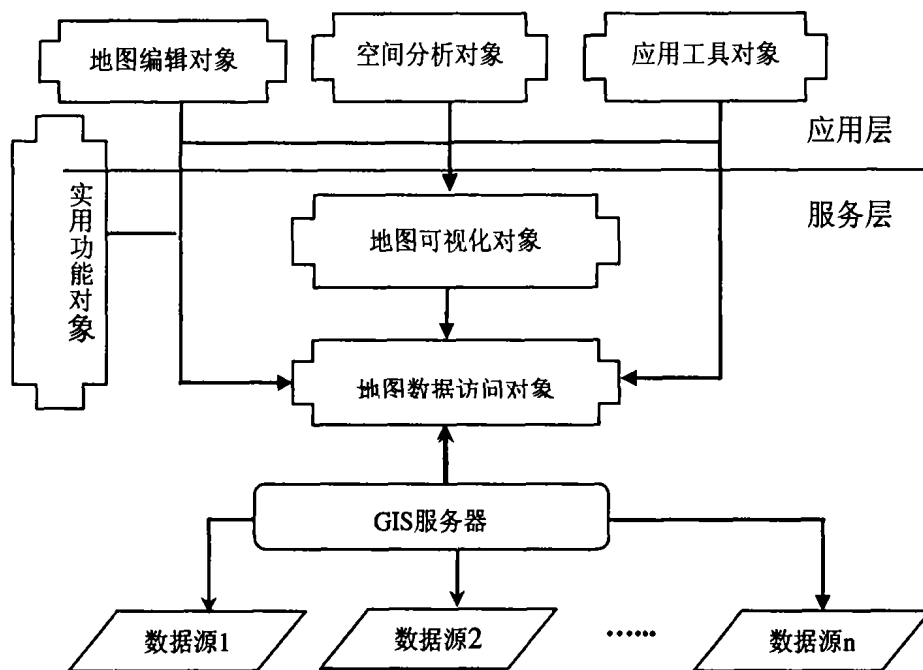 地图编辑对象
空间分析对象
应用工具对象
应用层
实用功能对象
服务层
地图可视化对象
地图数据访问对象
GIS服务器
数据源1
数据源2
......
数据源n